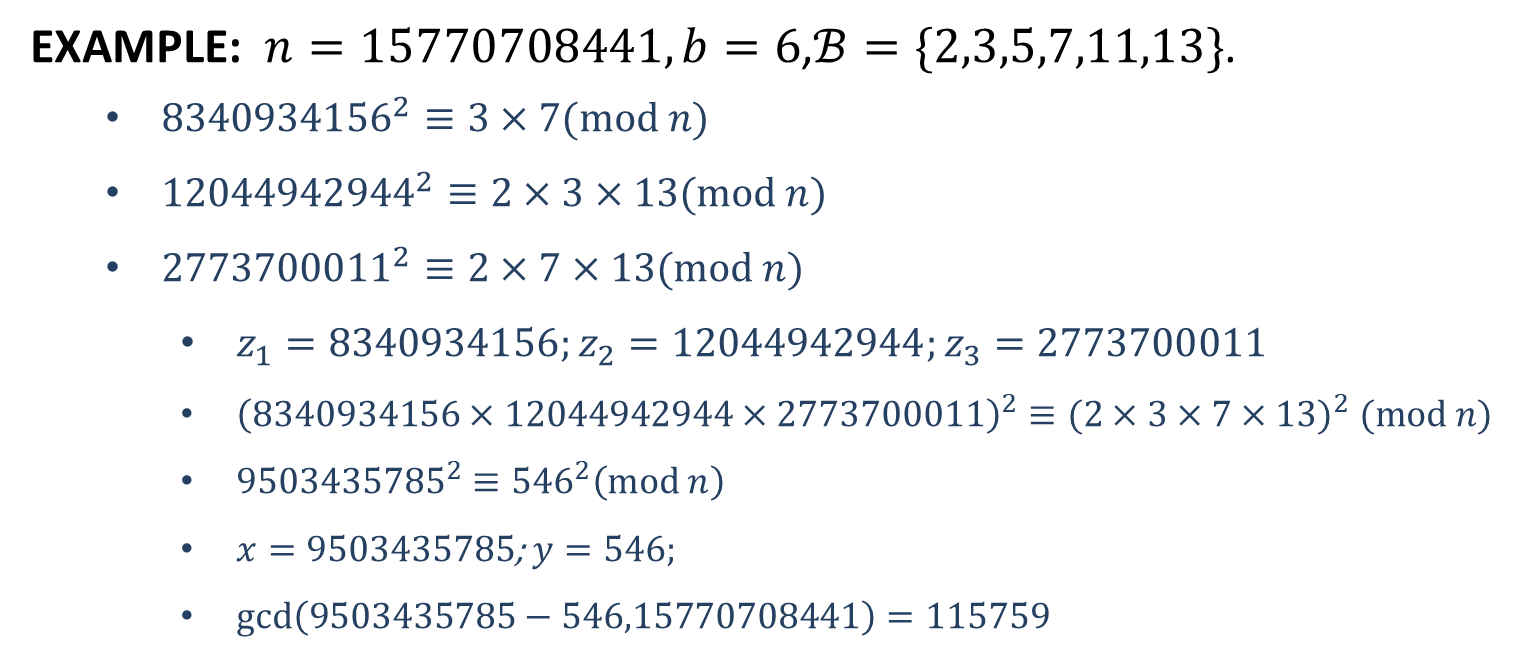 EXAMPLE: n = 15770708441, b = 6, ℬ = {2,3,5,7,11,13}.
• 8340934156² ≡ 3 × 7(mod n)
• 12044942944² ≡ 2 × 3 × 13(mod n)
• 2773700011² ≡ 2 × 7 × 13(mod n)
• z₁ = 8340934156; z₂ = 12044942944; z₃ = 2773700011
• (8340934156 × 12044942944 × 2773700011)² ≡ (2 × 3 × 7 × 13)² (mod n)
• 9503435785² ≡ 546²(mod n)
• x = 9503435785; y = 546;
• gcd(9503435785 − 546,15770708441) = 115759